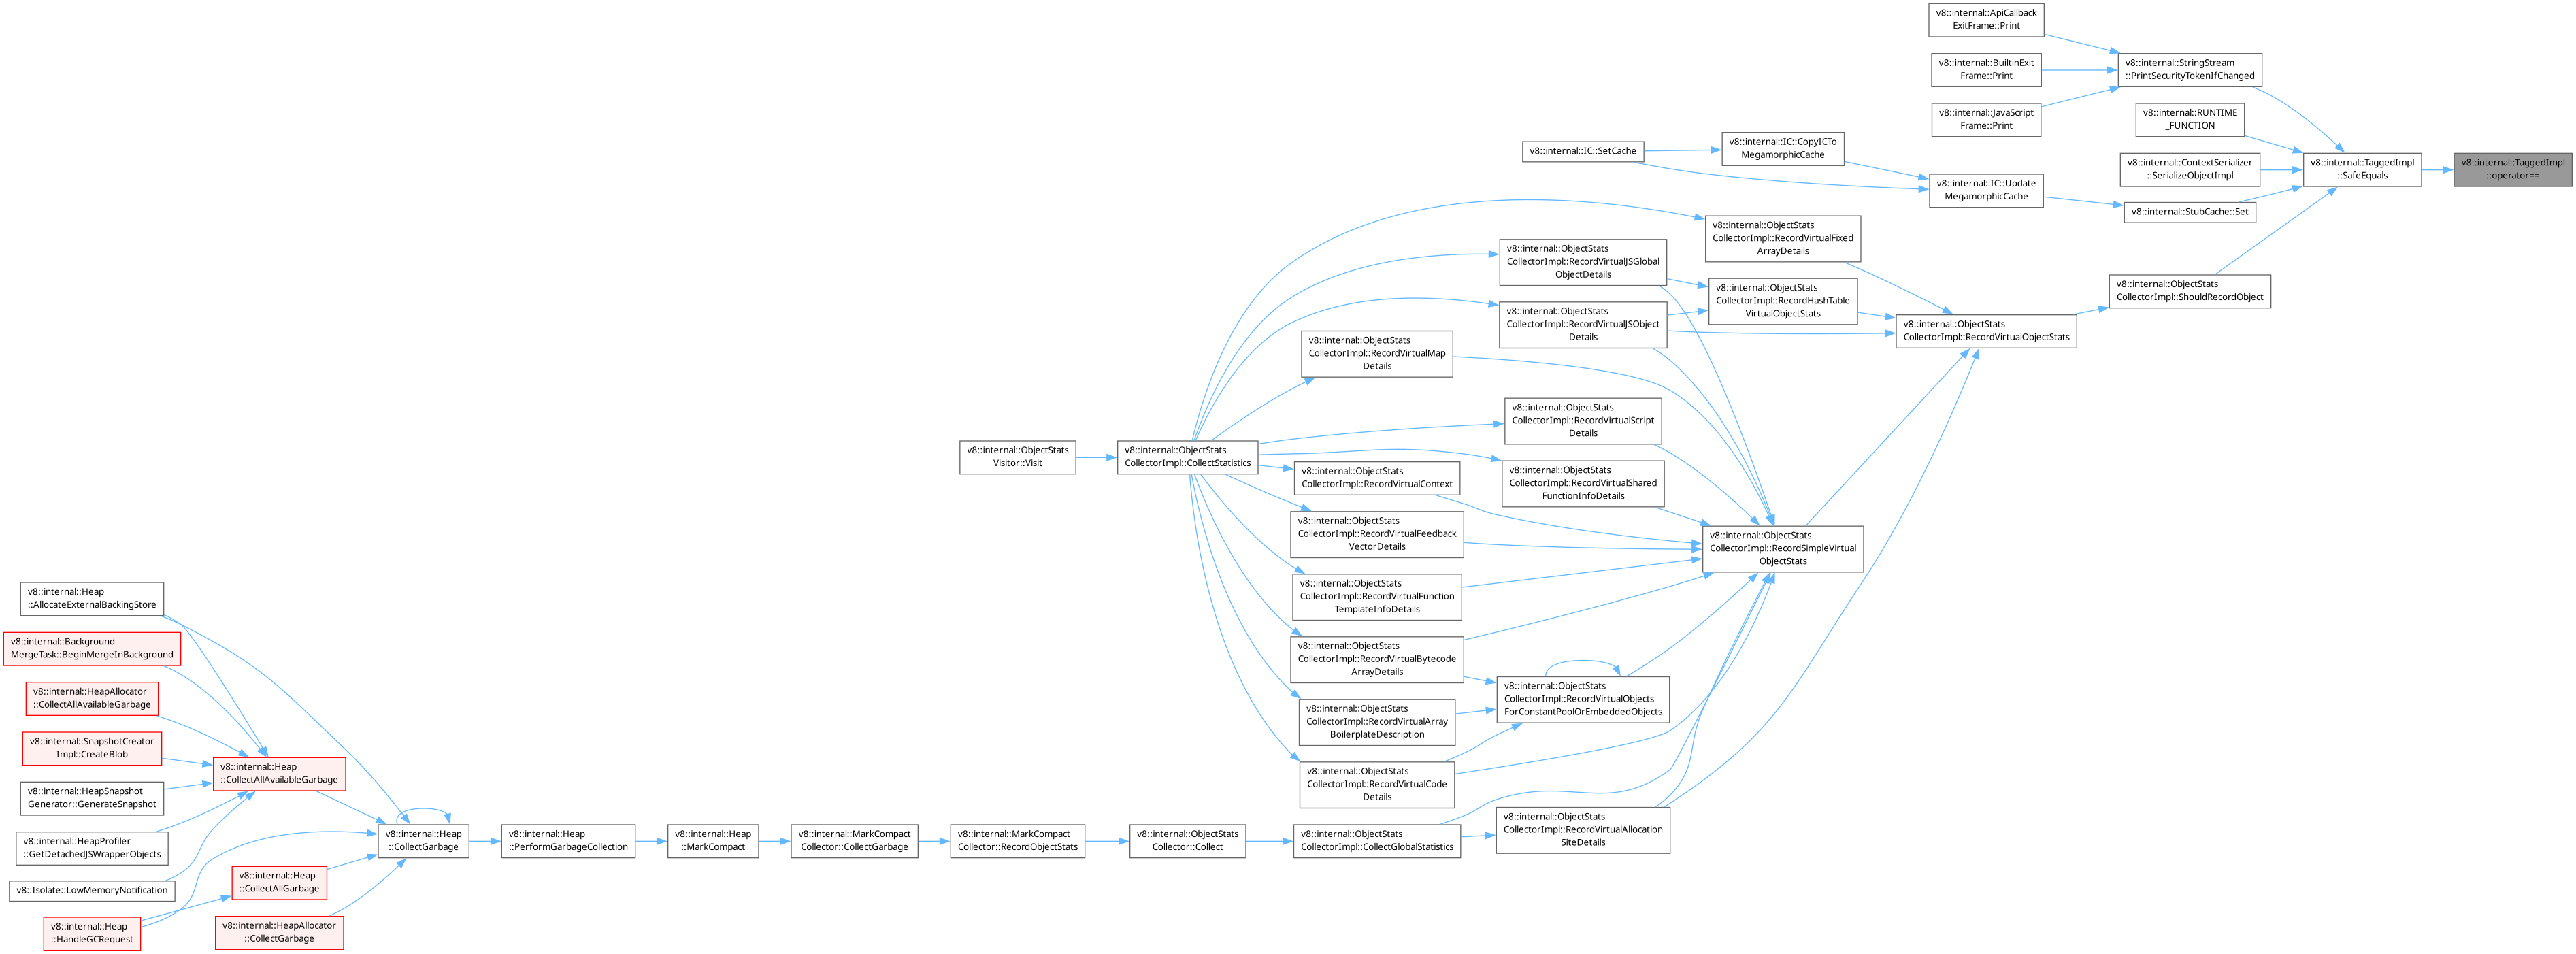 v8::internal::ApiCallback
ExitFrame::Print
v8::internal::StringStream
::PrintSecurityTokenIfChanged
v8::internal::BuiltinExit
Frame::Print
v8::internal::JavaScript
Frame::Print
v8::internal::RUNTIME
_FUNCTION
v8::internal::IC::CopyICTo
MegamorphicCache
v8::internal::IC::SetCache
v8::internal::ContextSerializer
::SerializeObjectImpl
v8::internal::TaggedImpl
::SafeEquals
v8::internal::TaggedImpl
::operator==
v8::internal::IC::Update
MegamorphicCache
v8::internal::StubCache::Set
v8::internal::ObjectStats
CollectorImpl::RecordVirtualFixed
ArrayDetails
v8::internal::ObjectStats
CollectorImpl::RecordVirtualJSGlobal
ObjectDetails
v8::internal::ObjectStats
CollectorImpl::RecordHashTable
VirtualObjectStats
v8::internal::ObjectStats
CollectorImpl::ShouldRecordObject
v8::internal::ObjectStats
CollectorImpl::RecordVirtualJSObject
Details
v8::internal::ObjectStats
CollectorImpl::RecordVirtualObjectStats
v8::internal::ObjectStats
CollectorImpl::RecordVirtualMap
Details
v8::internal::ObjectStats
CollectorImpl::RecordVirtualScript
Details
v8::internal::ObjectStats
Visitor::Visit
v8::internal::ObjectStats
CollectorImpl::CollectStatistics
v8::internal::ObjectStats
CollectorImpl::RecordVirtualContext
v8::internal::ObjectStats
CollectorImpl::RecordVirtualShared
FunctionInfoDetails
v8::internal::ObjectStats
CollectorImpl::RecordVirtualFeedback
VectorDetails
v8::internal::ObjectStats
CollectorImpl::RecordSimpleVirtual
ObjectStats
v8::internal::ObjectStats
CollectorImpl::RecordVirtualFunction
TemplateInfoDetails
v8::internal::Heap
::AllocateExternalBackingStore
v8::internal::Background
MergeTask::BeginMergeInBackground
v8::internal::ObjectStats
CollectorImpl::RecordVirtualBytecode
ArrayDetails
v8::internal::HeapAllocator
::CollectAllAvailableGarbage
v8::internal::ObjectStats
CollectorImpl::RecordVirtualObjects
ForConstantPoolOrEmbeddedObjects
v8::internal::ObjectStats
CollectorImpl::RecordVirtualArray
BoilerplateDescription
v8::internal::SnapshotCreator
Impl::CreateBlob
v8::internal::Heap
::CollectAllAvailableGarbage
v8::internal::ObjectStats
CollectorImpl::RecordVirtualCode
Details
v8::internal::HeapSnapshot
Generator::GenerateSnapshot
v8::internal::ObjectStats
CollectorImpl::RecordVirtualAllocation
SiteDetails
v8::internal::HeapProfiler
::GetDetachedJSWrapperObjects
v8::internal::Heap
::CollectGarbage
v8::internal::Heap
::PerformGarbageCollection
v8::internal::Heap
::MarkCompact
v8::internal::MarkCompact
Collector::CollectGarbage
v8::internal::MarkCompact
Collector::RecordObjectStats
v8::internal::ObjectStats
Collector::Collect
v8::internal::ObjectStats
CollectorImpl::CollectGlobalStatistics
v8::Isolate::LowMemoryNotification
v8::internal::Heap
::CollectAllGarbage
v8::internal::Heap
::HandleGCRequest
v8::internal::HeapAllocator
::CollectGarbage